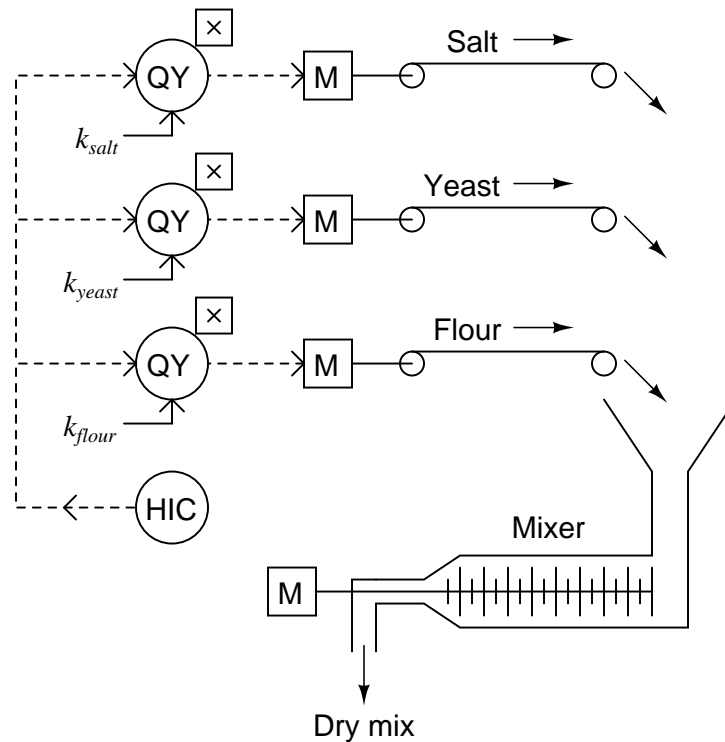 ×
Salt
QY
M
k_salt
×
Yeast
QY
M
k_yeast
×
Flour
QY
M
k_flour
HIC
Mixer
M
Dry mix